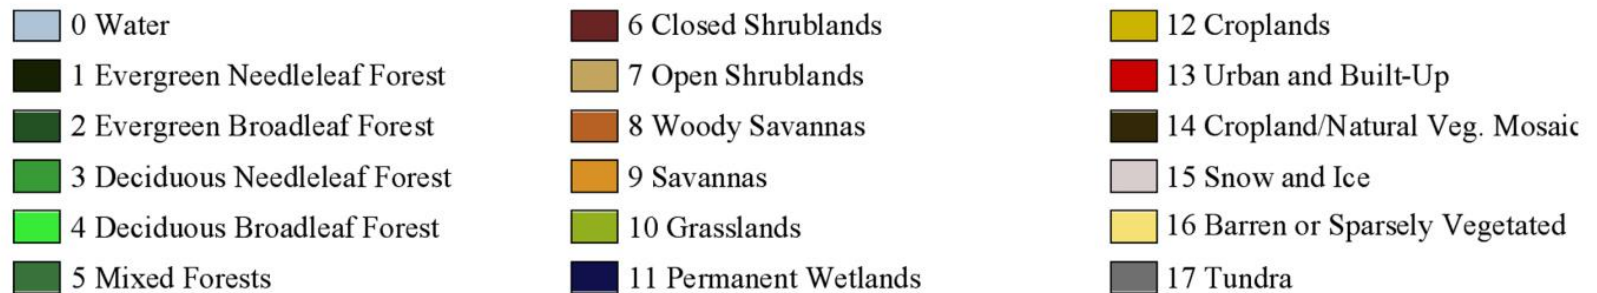 0 Water
1 Evergreen Needleleaf Forest
2 Evergreen Broadleaf Forest
3 Deciduous Needleleaf Forest
4 Deciduous Broadleaf Forest
5 Mixed Forests
6 Closed Shrublands
7 Open Shrublands
8 Woody Savannas
9 Savannas
10 Grasslands
11 Permanent Wetlands
12 Croplands
13 Urban and Built-Up
14 Cropland/Natural Veg. Mosaic
15 Snow and Ice
16 Barren or Sparsely Vegetated
17 Tundra